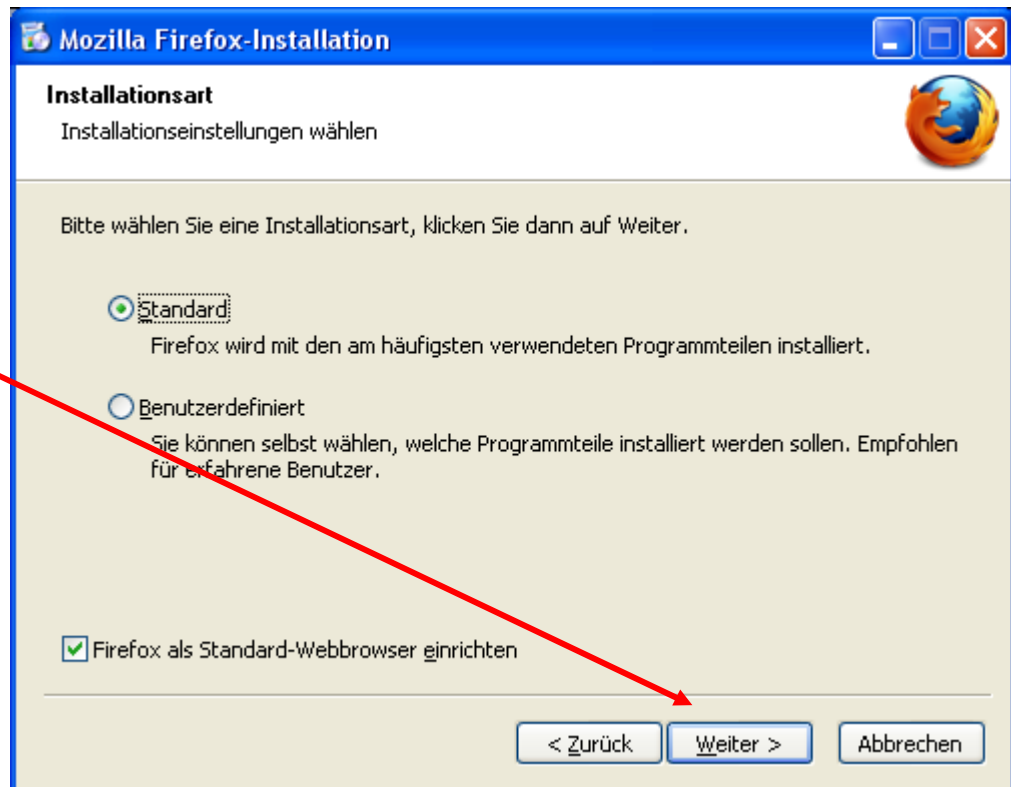 Mozilla Firefox-Installation
Installationsart
Installationseinstellungen wählen
Bitte wählen Sie eine Installationsart, klicken Sie dann auf Weiter.
Standard
Firefox wird mit den am häufigsten verwendeten Programmteilen installiert.
Benutzerdefiniert
Sie können selbst wählen, welche Programmteile installiert werden sollen. Empfohlen
für erfahrene Benutzer.
Firefox als Standard-Webbrowser einrichten
< Zurück Weiter > Abbrechen